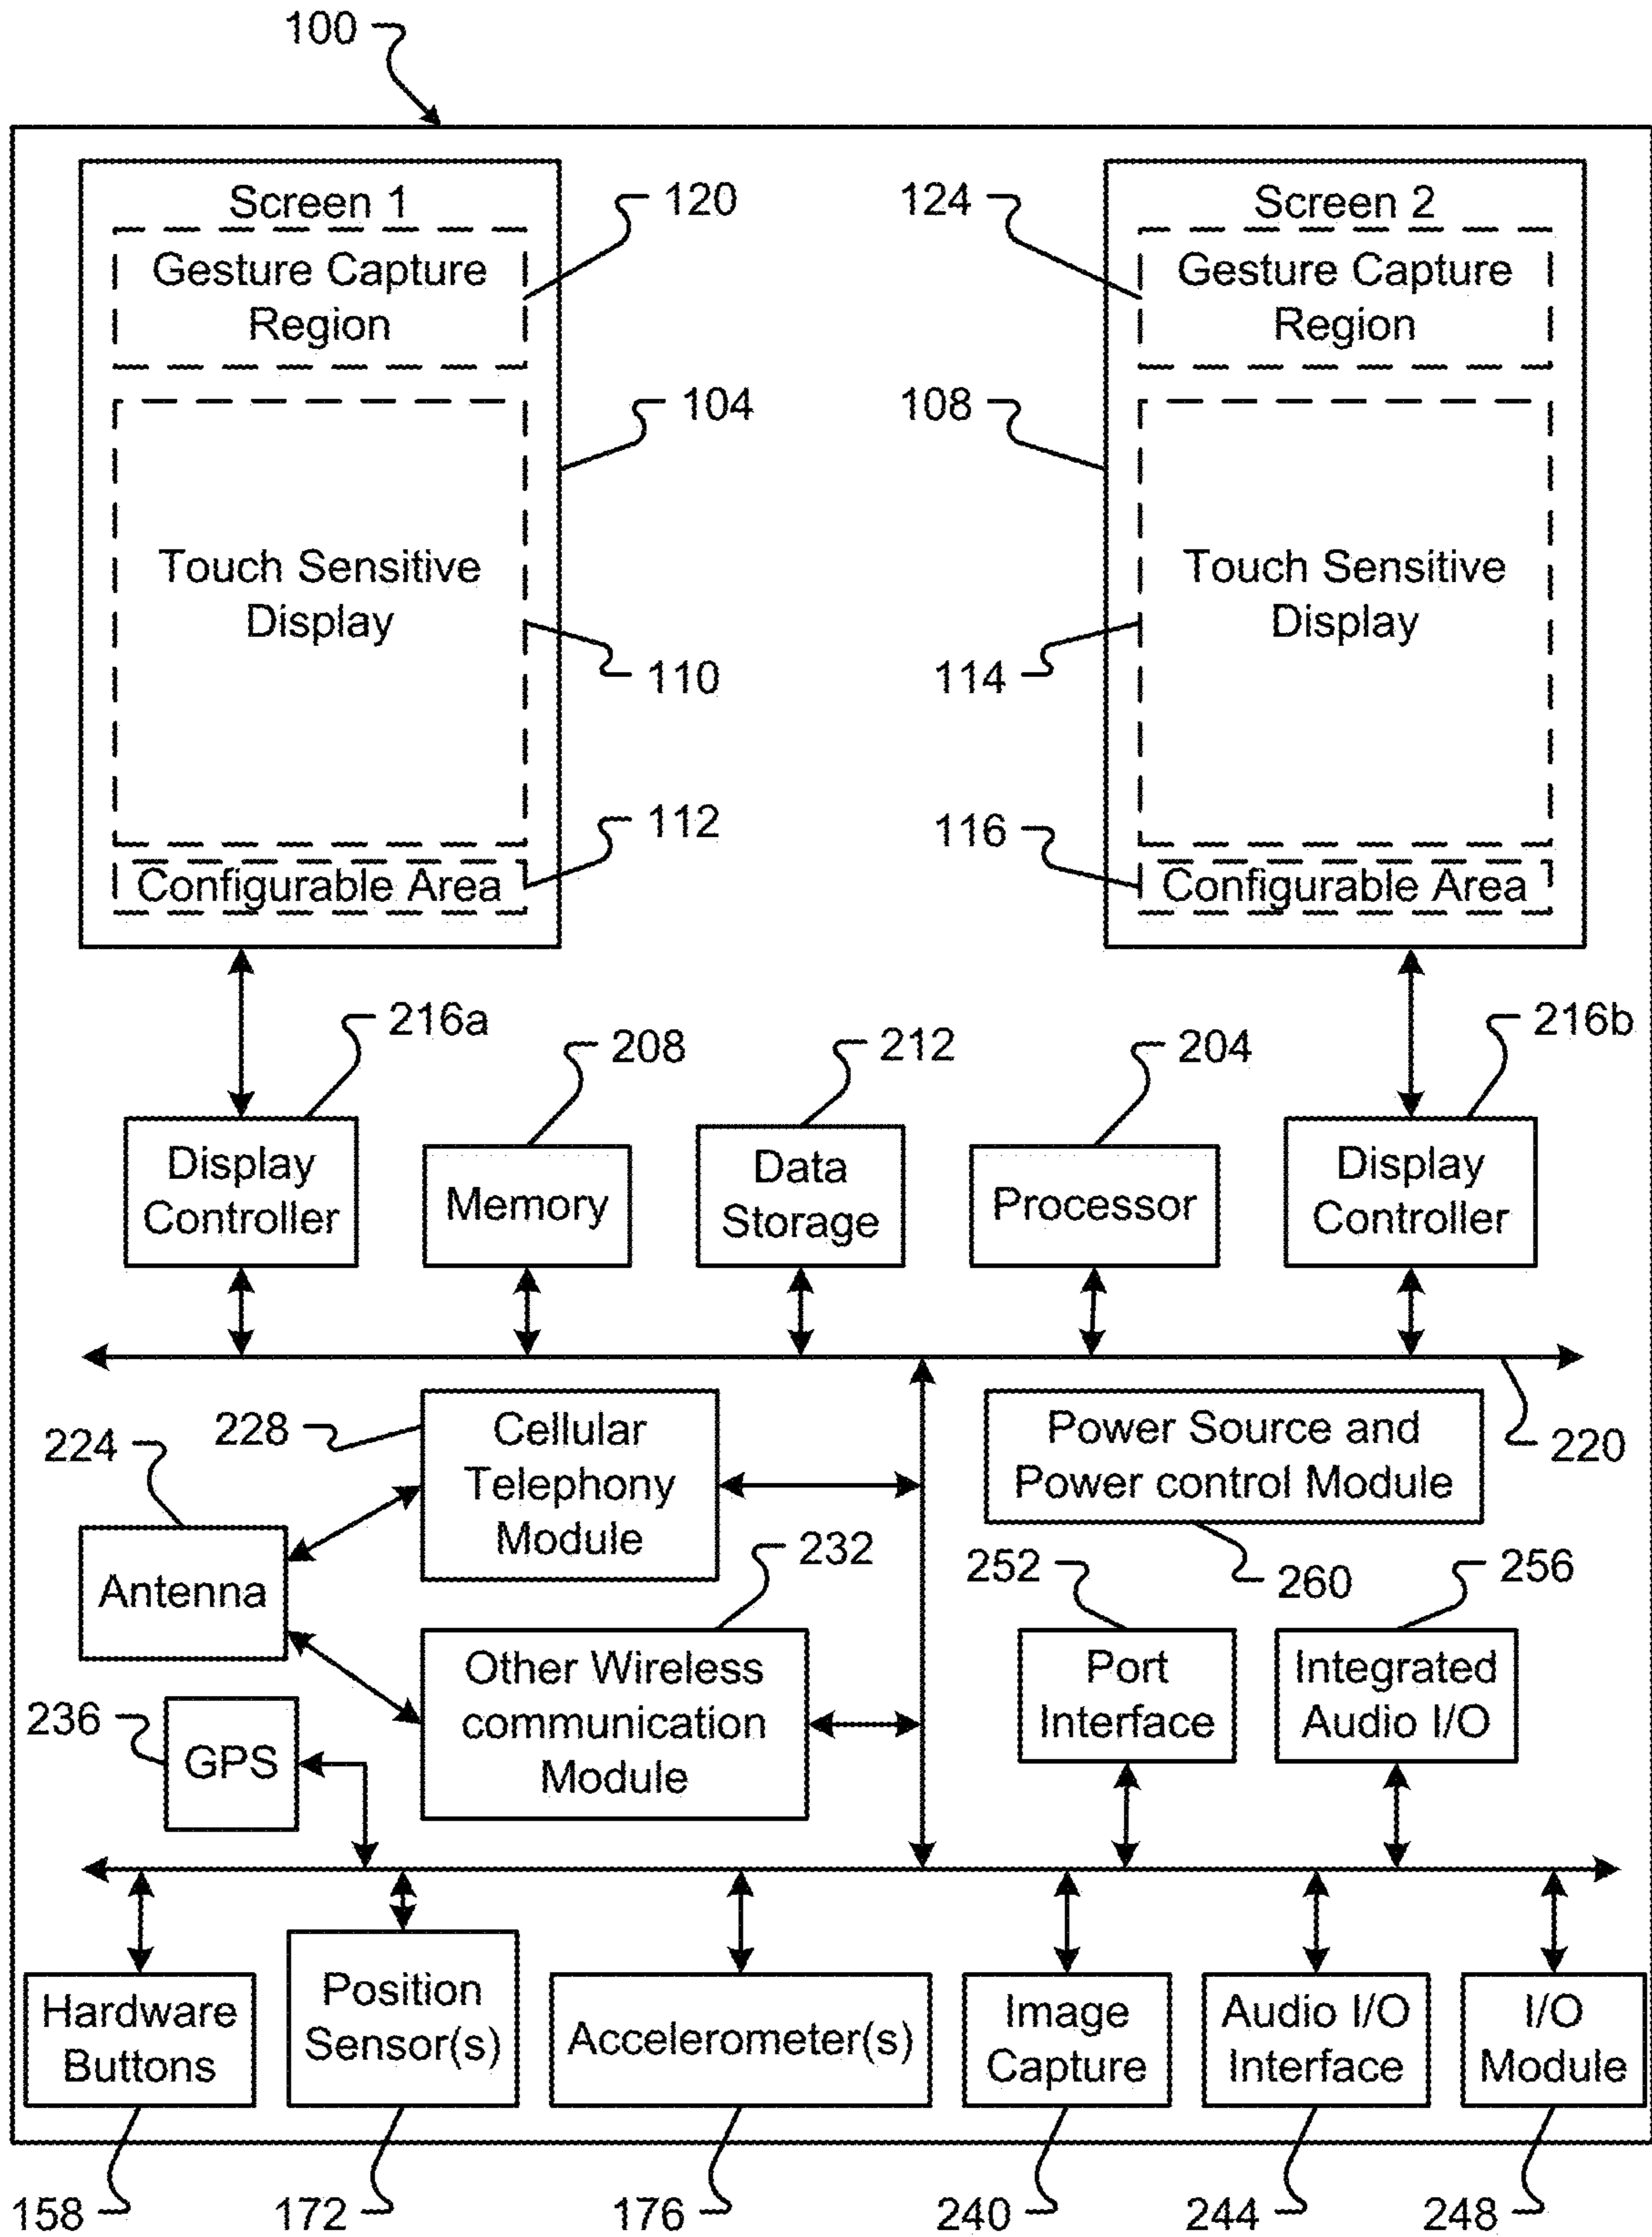 100
Screen 1
120
124
Screen 2
Gesture Capture
Region
Gesture Capture
Region
104
108
Touch Sensitive
Display
Touch Sensitive
Display
110
114
112
116
Configurable Area
Configurable Area
216a
208
212
204
216b
Display
Controller
Memory
Data
Storage
Processor
Display
Controller
224
228
Cellular
Telephony
Module
Power Source and
Power control Module
220
232
252
260
256
Antenna
Other Wireless
communication
Module
Port
Interface
Integrated
Audio I/O
236
GPS
Hardware
Buttons
Position
Sensor(s)
Accelerometer(s)
Image
Capture
Audio I/O
Interface
I/O
Module
158
172
176
240
244
248